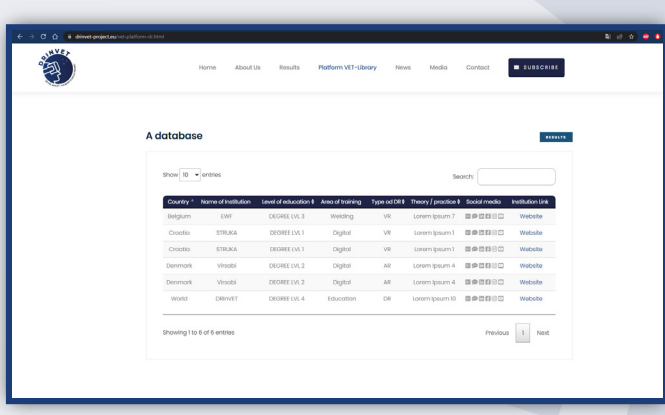 drinvet-project.eu/vet-platform-dr.html
DRINVET
Home About Us Results Platform VET-Library News Media Contact SUBSCRIBE
A database
RESULTS
Show 10 entries
Search:
Country Name of Institution Level of education Area of training Type od DR Theory / practice Social media Institution Link
Belgium EWF DEGREE LVL 3 Welding VR Lorem Ipsum 7 Website
Croatia STRUKA DEGREE LVL 1 Digital VR Lorem Ipsum 1 Website
Croatia STRUKA DEGREE LVL 1 Digital VR Lorem Ipsum 1 Website
Denmark Virsabi DEGREE LVL 2 Digital AR Lorem Ipsum 4 Website
Denmark Virsabi DEGREE LVL 2 Digital AR Lorem Ipsum 4 Website
World DRinVET DEGREE LVL 4 Education DR Lorem Ipsum 10 Website
Showing 1 to 6 of 6 entries
Previous 1 Next